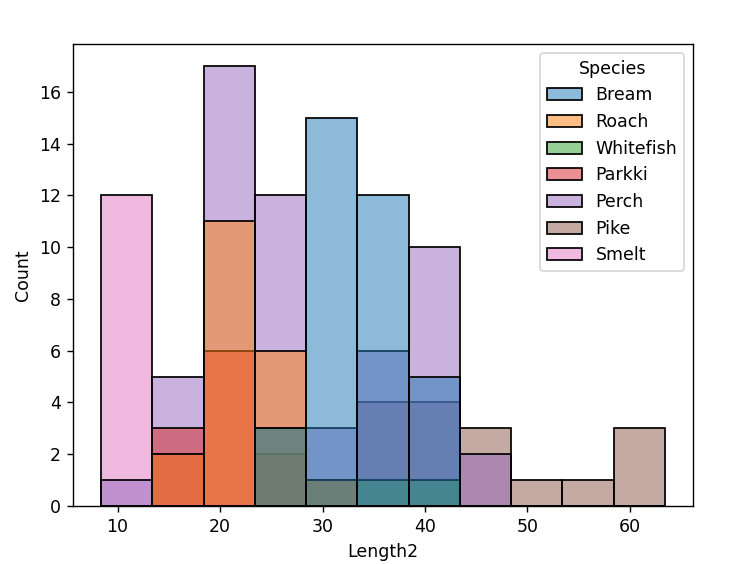 Species
Bream
Roach
Whitefish
Parkki
Perch
Pike
Smelt
16
14
12
10
8
6
4
2
0
Count
10 20 30 40 50 60
Length2